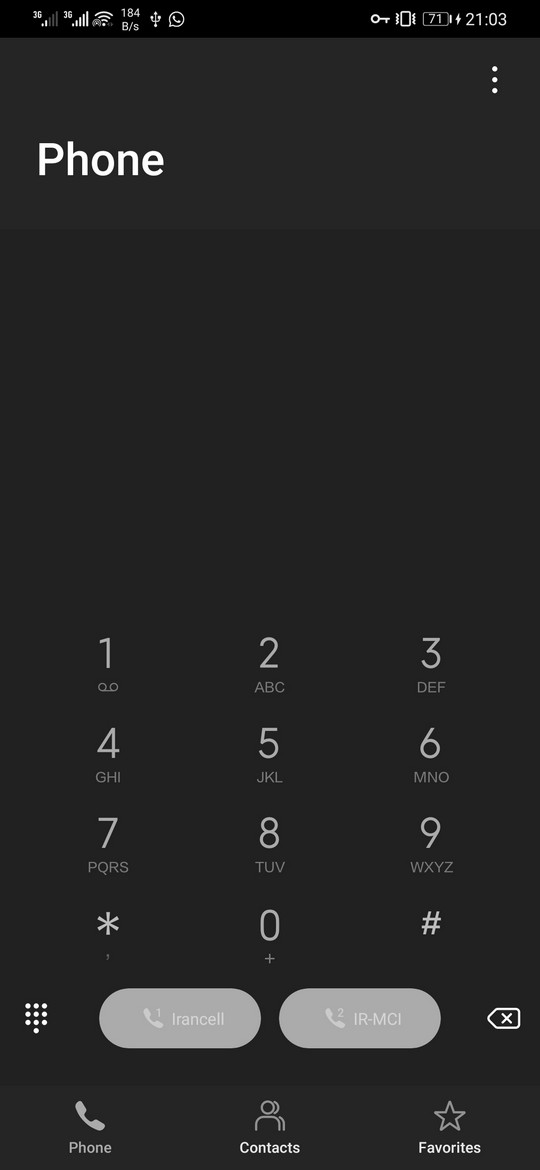 3G 3G 184 B/s 71 21:03
Phone
1 2 3
ABC DEF
4 5 6
GHI JKL MNO
7 8 9
PQRS TUV WXYZ
* 0 #
, +
1 Irancell 2 IR-MCI
Phone Contacts Favorites